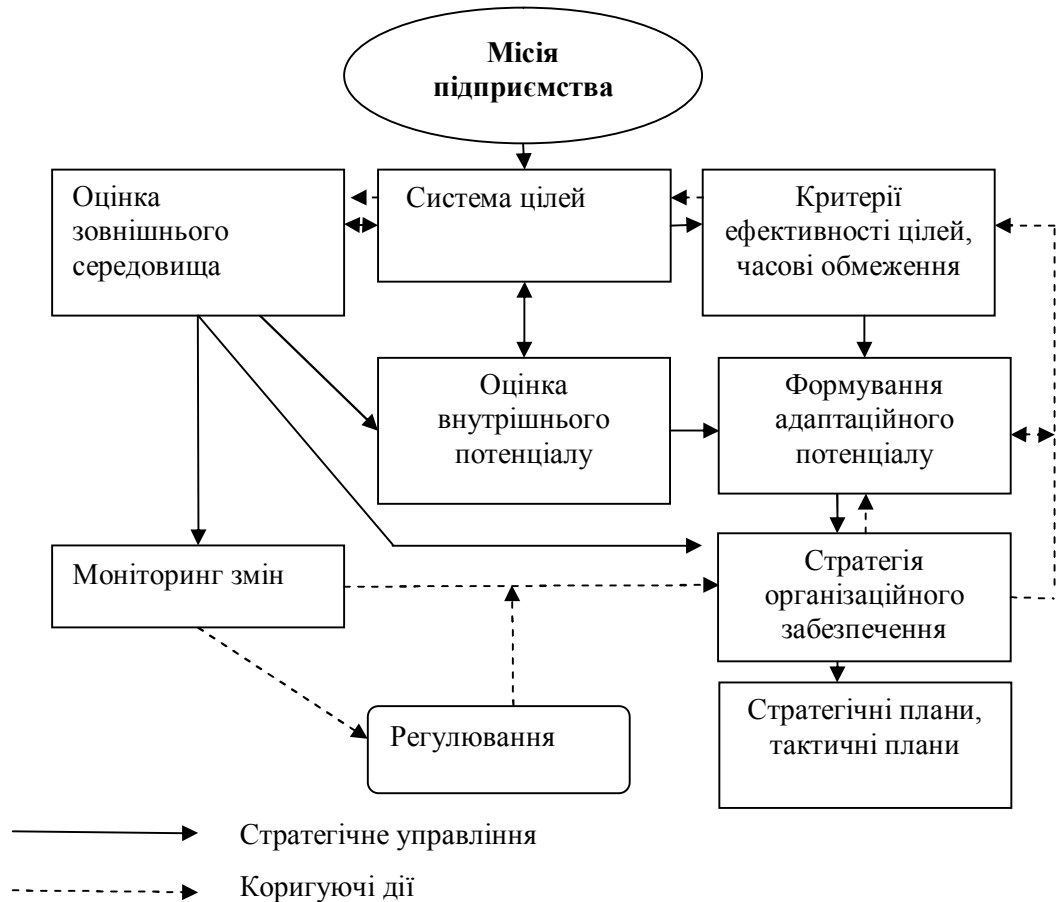 Місія
підприємства
Оцінка
зовнішнього
середовища
Система цілей
Критерії
ефективності цілей,
часові обмеження
Оцінка
внутрішнього
потенціалу
Формування
адаптаційного
потенціалу
Моніторинг змін
Стратегія
організаційного
забезпечення
Регулювання
Стратегічні плани,
тактичні плани
Стратегічне управління
Коригуючі дії